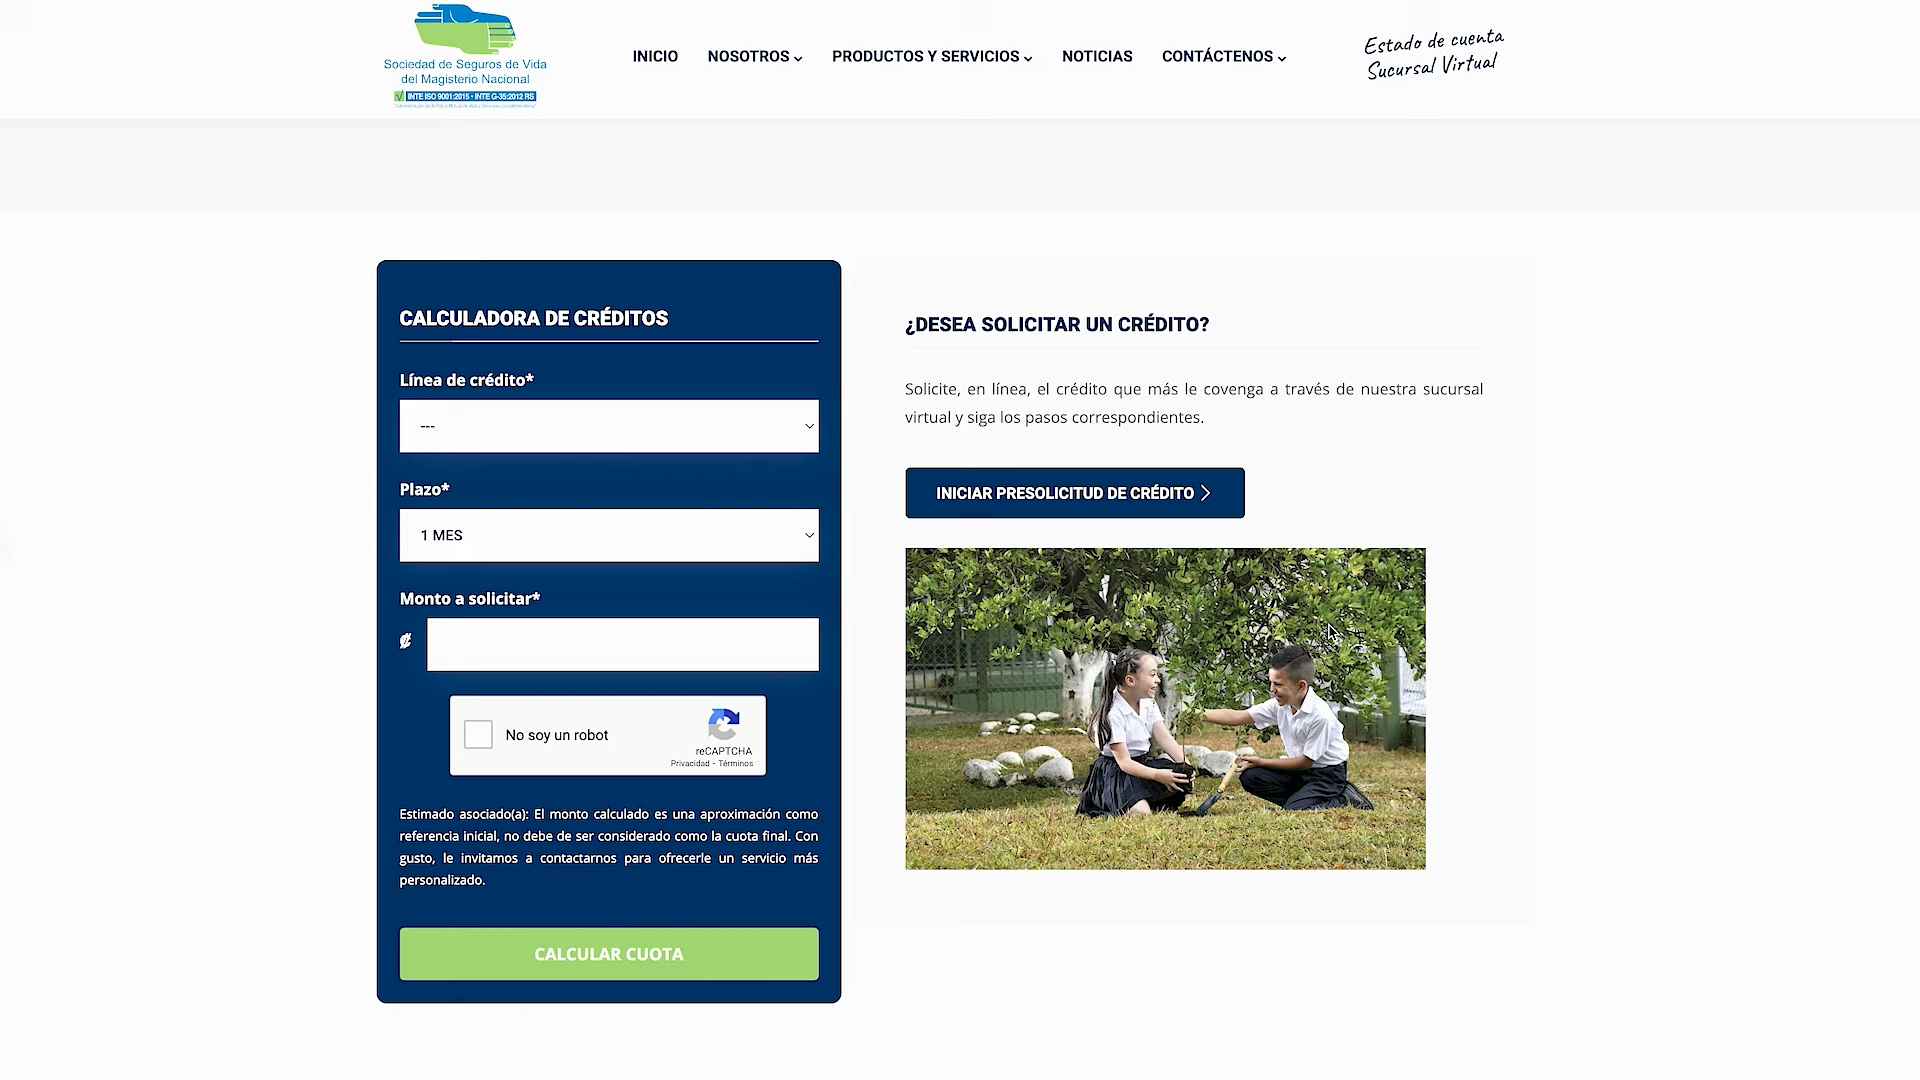 Sociedad de Seguros de Vida
del Magisterio Nacional
INTE ISO 9001:2015 • INTE G-35:2012 RS
INICIO
NOSOTROS
PRODUCTOS Y SERVICIOS
NOTICIAS
CONTÁCTENOS
Estado de cuenta
Sucursal Virtual
CALCULADORA DE CRÉDITOS
Línea de crédito*
---
Plazo*
1 MES
Monto a solicitar*
₡
No soy un robot
reCAPTCHA
Privacidad - Términos
Estimado asociado(a): El monto calculado es una aproximación como
referencia inicial, no debe de ser considerado como la cuota final. Con
gusto, le invitamos a contactarnos para ofrecerle un servicio más
personalizado.
CALCULAR CUOTA
¿DESEA SOLICITAR UN CRÉDITO?
Solicite, en línea, el crédito que más le covenga a través de nuestra sucursal
virtual y siga los pasos correspondientes.
INICIAR PRESOLICITUD DE CRÉDITO